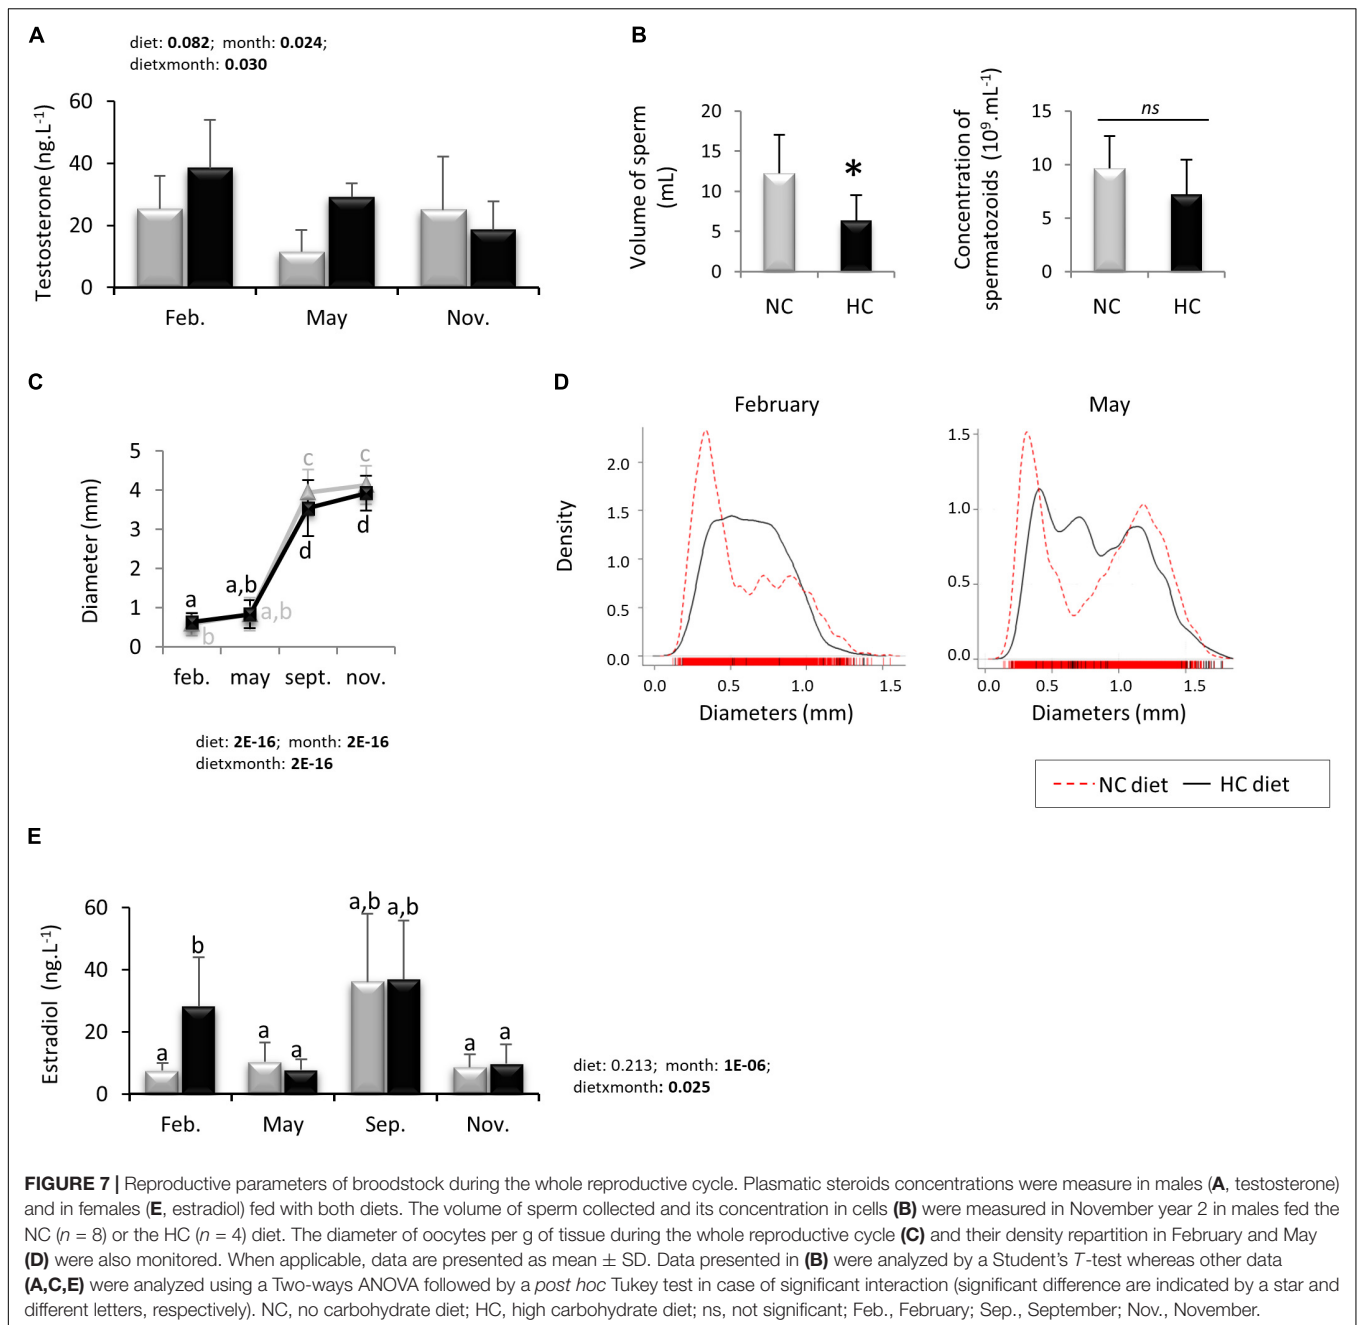 A
diet: 0.082; month: 0.024;
dietxmonth: 0.030
Testosterone (ng.L-1)
60
40
20
0
Feb. May Nov.
B
Volume of sperm
(mL)
20
15
10
5
0
*
NC HC
Concentration of
spermatozoids (10⁹.mL⁻¹)
15
10
5
0
ns
NC HC
C
Diameter (mm)
5
4
3
2
1
0
a
b
a,b
a,b
c
d
c
d
feb. may sept. nov.
diet: 2E-16; month: 2E-16
dietxmonth: 2E-16
D
February
Density
2.0
1.5
1.0
0.5
0.0
0.0 0.5 1.0 1.5
Diameters (mm)
May
1.5
1.0
0.5
0.0
0.0 0.5 1.0 1.5
Diameters (mm)
NC diet HC diet
E
Estradiol (ng.L-1)
60
40
20
0
a b a a a,b a,b a a
Feb. May Sep. Nov.
diet: 0.213; month: 1E-06;
dietxmonth: 0.025
FIGURE 7 | Reproductive parameters of broodstock during the whole reproductive cycle. Plasmatic steroids concentrations were measure in males (A, testosterone)
and in females (E, estradiol) fed with both diets. The volume of sperm collected and its concentration in cells (B) were measured in November year 2 in males fed the
NC (n = 8) or the HC (n = 4) diet. The diameter of oocytes per g of tissue during the whole reproductive cycle (C) and their density repartition in February and May
(D) were also monitored. When applicable, data are presented as mean ± SD. Data presented in (B) were analyzed by a Student's T-test whereas other data
(A,C,E) were analyzed using a Two-ways ANOVA followed by a post hoc Tukey test in case of significant interaction (significant difference are indicated by a star and
different letters, respectively). NC, no carbohydrate diet; HC, high carbohydrate diet; ns, not significant; Feb., February; Sep., September; Nov., November.